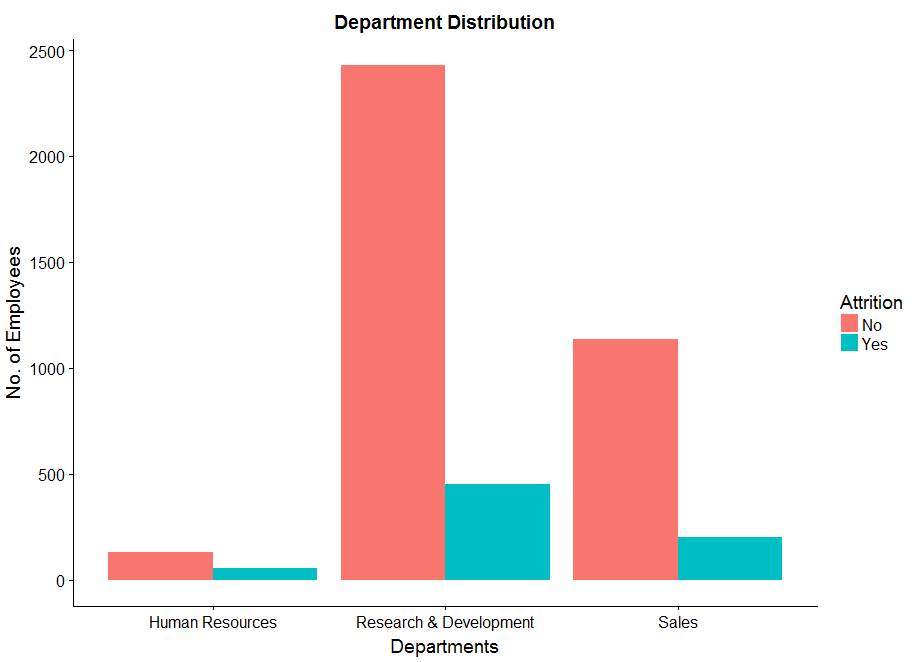 Department Distribution
No. of Employees
2500
2000
1500
1000
500
0
Human Resources
Research & Development
Sales
Departments
Attrition
No
Yes